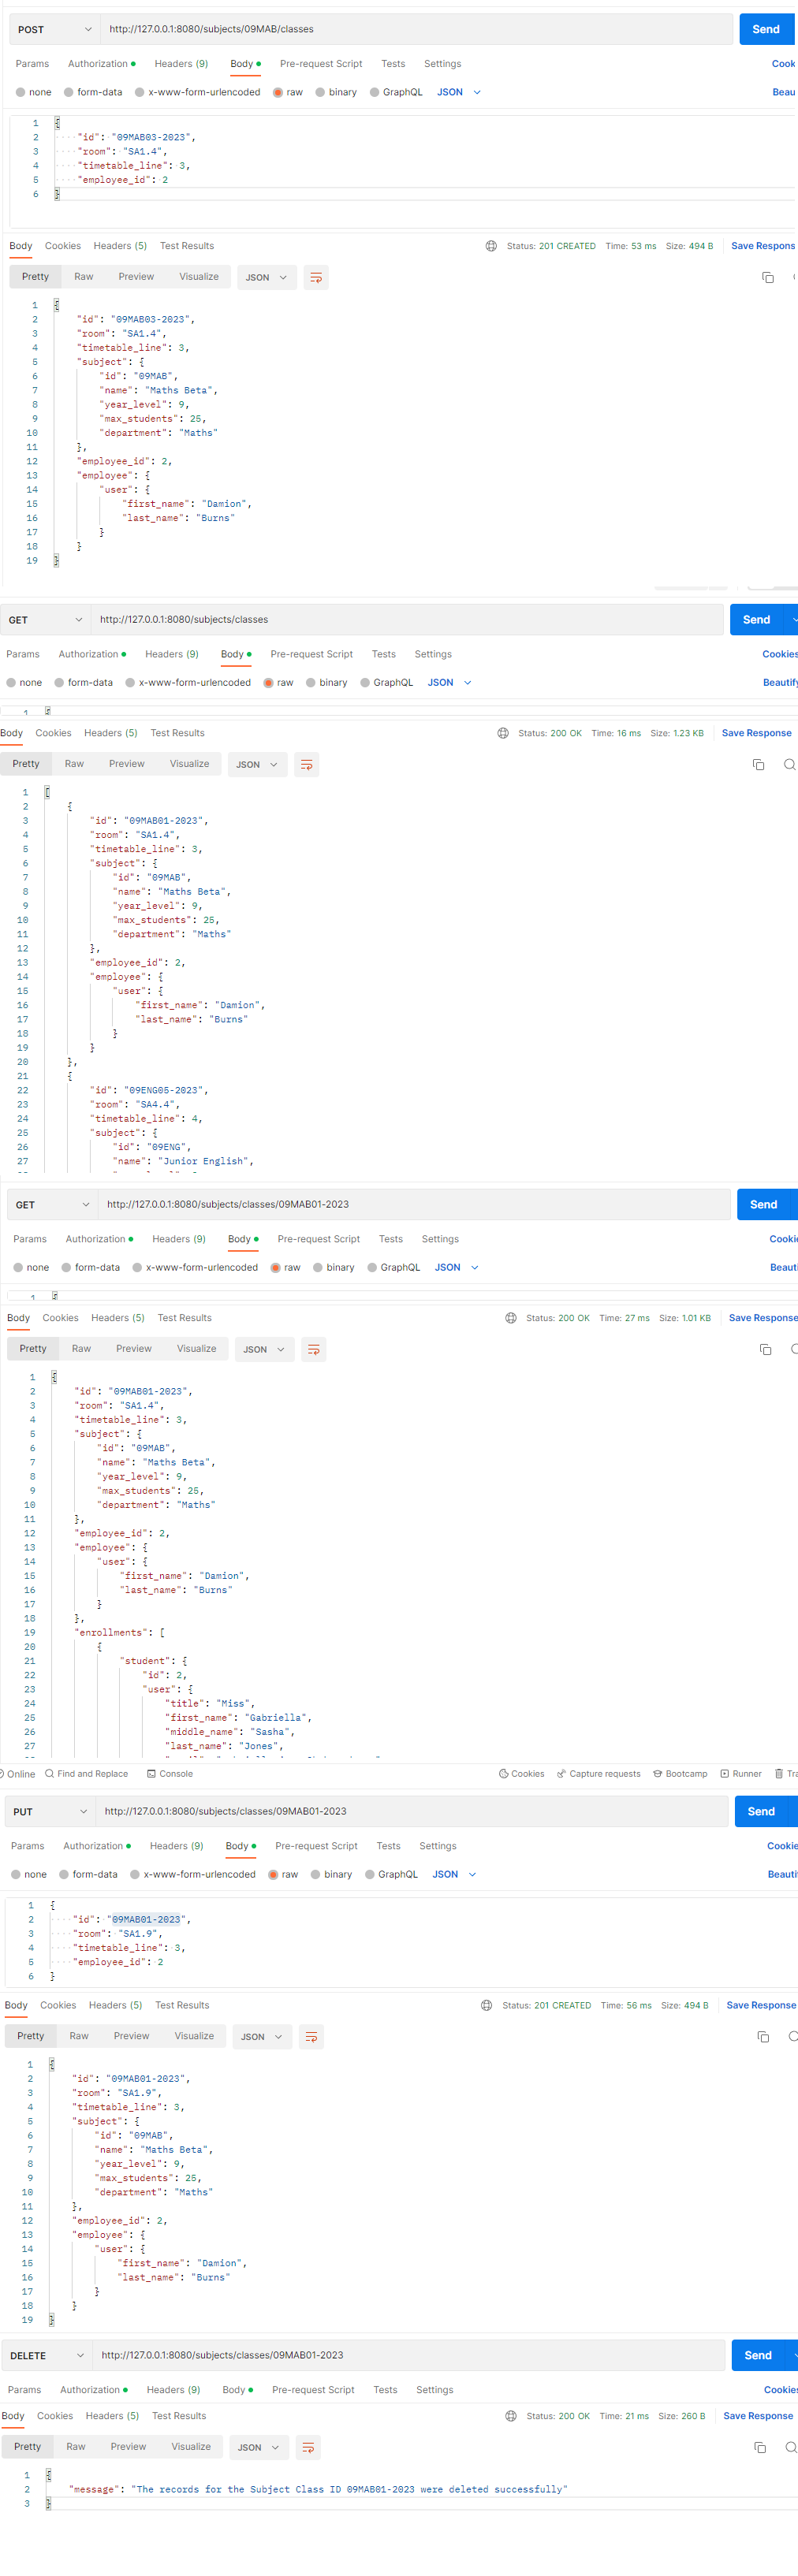 POST http://127.0.0.1:8080/subjects/09MAB/classes Send
Params Authorization Headers (9) Body Pre-request Script Tests Settings Cook
none form-data x-www-form-urlencoded raw binary GraphQL JSON Beau
1 {
2 "id": "09MAB03-2023",
3 "room": "SA1.4",
4 "timetable_line": 3,
5 "employee_id": 2
6 }
Body Cookies Headers (5) Test Results Status: 201 CREATED Time: 53 ms Size: 494 B Save Respons
Pretty Raw Preview Visualize JSON
1 {
2 "id": "09MAB03-2023",
3 "room": "SA1.4",
4 "timetable_line": 3,
5 "subject": {
6 "id": "09MAB",
7 "name": "Maths Beta",
8 "year_level": 9,
9 "max_students": 25,
10 "department": "Maths"
11 },
12 "employee_id": 2,
13 "employee": {
14 "user": {
15 "first_name": "Damion",
16 "last_name": "Burns"
17 }
18 }
19 }
GET http://127.0.0.1:8080/subjects/classes Send
Params Authorization Headers (9) Body Pre-request Script Tests Settings Cookies
none form-data x-www-form-urlencoded raw binary GraphQL JSON Beautify
1 {
Body Cookies Headers (5) Test Results Status: 200 OK Time: 16 ms Size: 1.23 KB Save Response
Pretty Raw Preview Visualize JSON
1 [
2 {
3 "id": "09MAB01-2023",
4 "room": "SA1.4",
5 "timetable_line": 3,
6 "subject": {
7 "id": "09MAB",
8 "name": "Maths Beta",
9 "year_level": 9,
10 "max_students": 25,
11 "department": "Maths"
12 },
13 "employee_id": 2,
14 "employee": {
15 "user": {
16 "first_name": "Damion",
17 "last_name": "Burns"
18 }
19 }
20 },
21 {
22 "id": "09ENG05-2023",
23 "room": "SA4.4",
24 "timetable_line": 4,
25 "subject": {
26 "id": "09ENG",
27 "name": "Junior English",
GET http://127.0.0.1:8080/subjects/classes/09MAB01-2023 Send
Params Authorization Headers (9) Body Pre-request Script Tests Settings Cookie
none form-data x-www-form-urlencoded raw binary GraphQL JSON Beauti
1 {
Body Cookies Headers (5) Test Results Status: 200 OK Time: 27 ms Size: 1.01 KB Save Response
Pretty Raw Preview Visualize JSON
1 {
2 "id": "09MAB01-2023",
3 "room": "SA1.4",
4 "timetable_line": 3,
5 "subject": {
6 "id": "09MAB",
7 "name": "Maths Beta",
8 "year_level": 9,
9 "max_students": 25,
10 "department": "Maths"
11 },
12 "employee_id": 2,
13 "employee": {
14 "user": {
15 "first_name": "Damion",
16 "last_name": "Burns"
17 }
18 },
19 "enrollments": [
20 {
21 "student": {
22 "id": 2,
23 "user": {
24 "title": "Miss",
25 "first_name": "Gabriella",
26 "middle_name": "Sasha",
27 "last_name": "Jones",
Online Find and Replace Console Cookies Capture requests Bootcamp Runner Tra
PUT http://127.0.0.1:8080/subjects/classes/09MAB01-2023 Send
Params Authorization Headers (9) Body Pre-request Script Tests Settings Cookie
none form-data x-www-form-urlencoded raw binary GraphQL JSON Beauti
1 {
2 "id": "09MAB01-2023",
3 "room": "SA1.9",
4 "timetable_line": 3,
5 "employee_id": 2
6 }
Body Cookies Headers (5) Test Results Status: 201 CREATED Time: 56 ms Size: 494 B Save Response
Pretty Raw Preview Visualize JSON
1 {
2 "id": "09MAB01-2023",
3 "room": "SA1.9",
4 "timetable_line": 3,
5 "subject": {
6 "id": "09MAB",
7 "name": "Maths Beta",
8 "year_level": 9,
9 "max_students": 25,
10 "department": "Maths"
11 },
12 "employee_id": 2,
13 "employee": {
14 "user": {
15 "first_name": "Damion",
16 "last_name": "Burns"
17 }
18 }
19 }
DELETE http://127.0.0.1:8080/subjects/classes/09MAB01-2023 Send
Params Authorization Headers (9) Body Pre-request Script Tests Settings Cookies
Body Cookies Headers (5) Test Results Status: 200 OK Time: 21 ms Size: 260 B Save Response
Pretty Raw Preview Visualize JSON
1 {
2 "message": "The records for the Subject Class ID 09MAB01-2023 were deleted successfully"
3 }